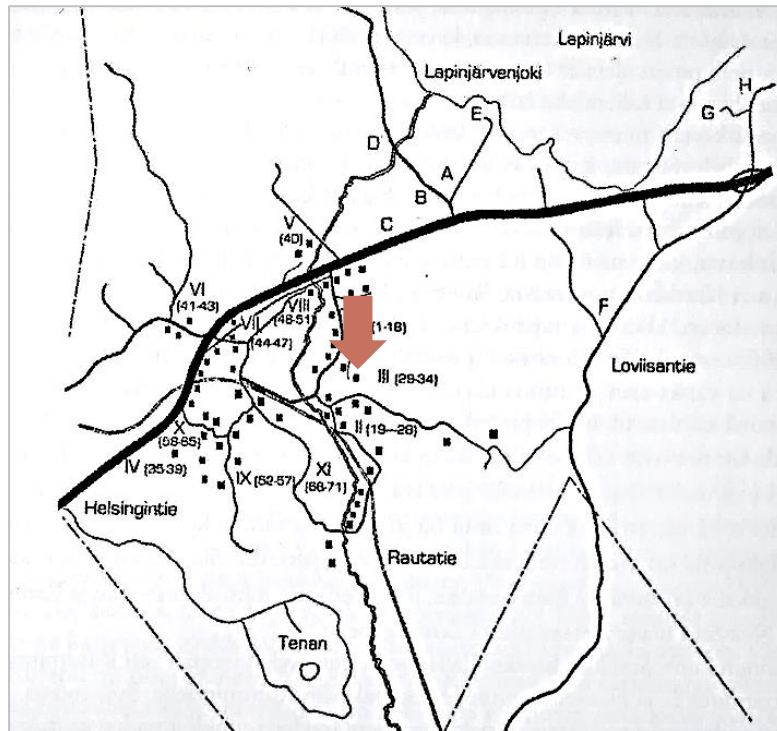 Lapinjärvi
Lapinjärvenjoki
H
G
E
D
A
B
C
V
(40)
VI
(41-43)
VIII
(48-51)
VII
(44-47)
(1-18)
F
III (29-34)
Loviisantie
II (19-28)
X
(58-65)
IV (35-39)
IX (52-57)
XI
(66-71)
Helsingintie
Rautatie
Tenan